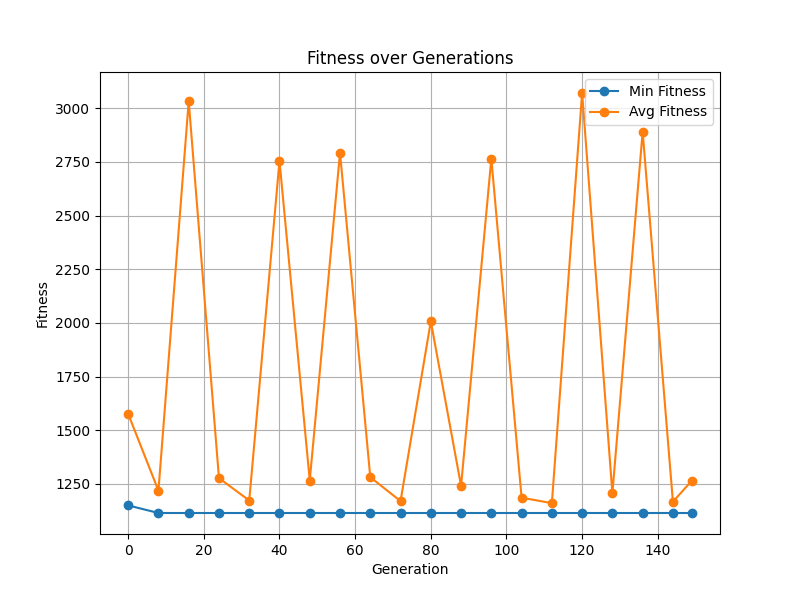 Fitness over Generations
Min Fitness
Avg Fitness
3000
2750
2500
2250
2000
1750
1500
1250
Fitness
0 20 40 60 80 100 120 140
Generation